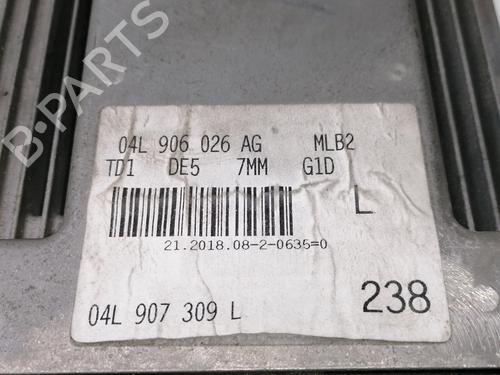 B-PARTS
04L 906 026 AG MLB2
TD1 DE5 7MM G1D
L
21.2018.08-2-0635=0
04L 907 309 L 238